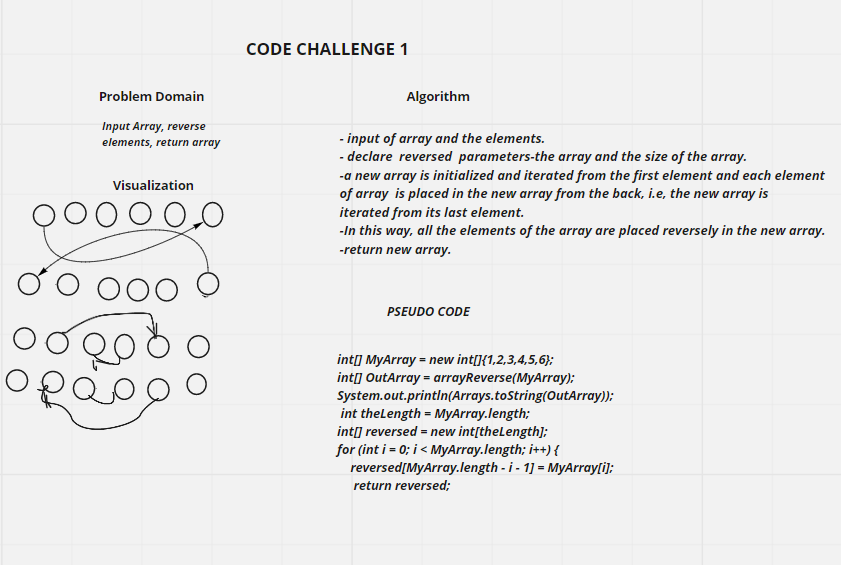 CODE CHALLENGE 1
Problem Domain
Input Array, reverse
elements, return array
Visualization
Algorithm
- input of array and the elements.
- declare reversed parameters-the array and the size of the array.
-a new array is initialized and iterated from the first element and each element
of array is placed in the new array from the back, i.e, the new array is
iterated from its last element.
-In this way, all the elements of the array are placed reversely in the new array.
-return new array.
PSEUDO CODE
int[] MyArray = new int[]{1,2,3,4,5,6};
int[] OutArray = arrayReverse(MyArray);
System.out.println(Arrays.toString(OutArray));
int theLength = MyArray.length;
int[] reversed = new int[theLength];
for (int i = 0; i < MyArray.length; i++) {
reversed[MyArray.length - i - 1] = MyArray[i];
return reversed;